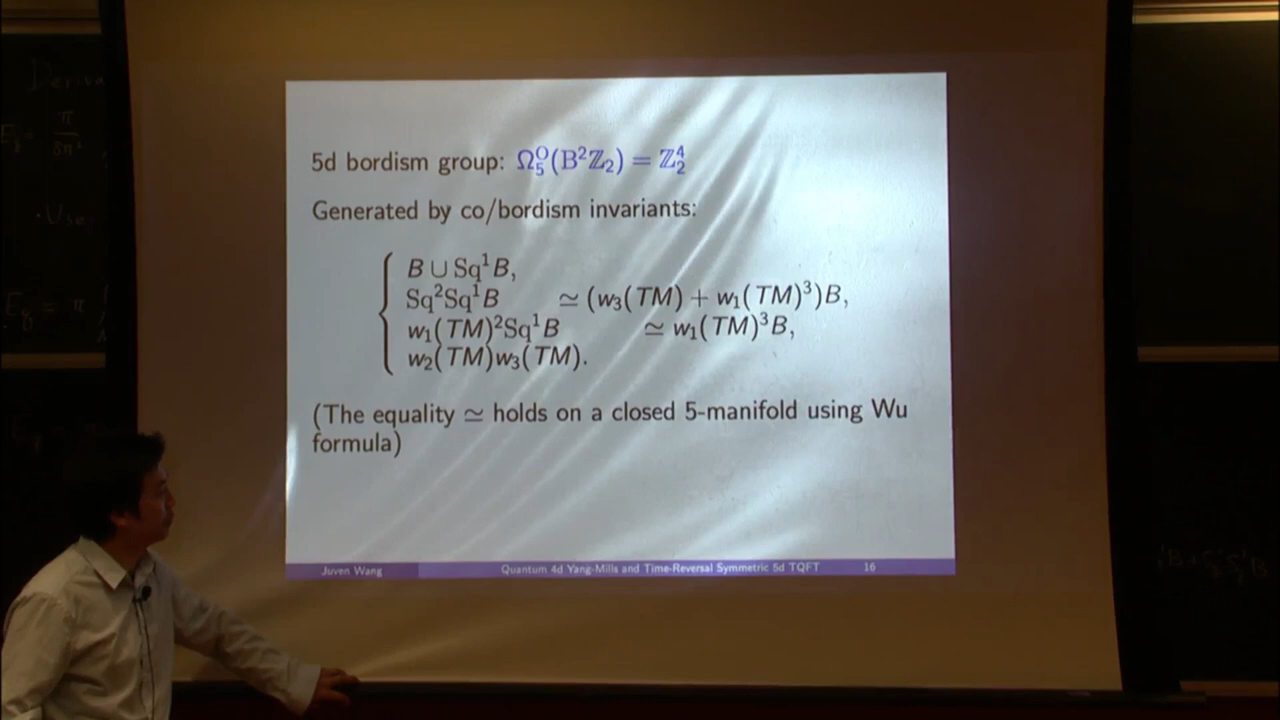 5d bordism group: Ω₅ᴼ(B²ℤ₂) = ℤ₂⁴
Generated by co/bordism invariants:
B ∪ Sq¹B,
Sq²Sq¹B ≃ (w₃(TM) + w₁(TM)³)B,
w₁(TM)²Sq¹B ≃ w₁(TM)³B,
w₂(TM)w₃(TM).
(The equality ≃ holds on a closed 5-manifold using Wu
formula)
Juven Wang Quantum 4d Yang-Mills and Time-Reversal Symmetric 5d TQFT 16